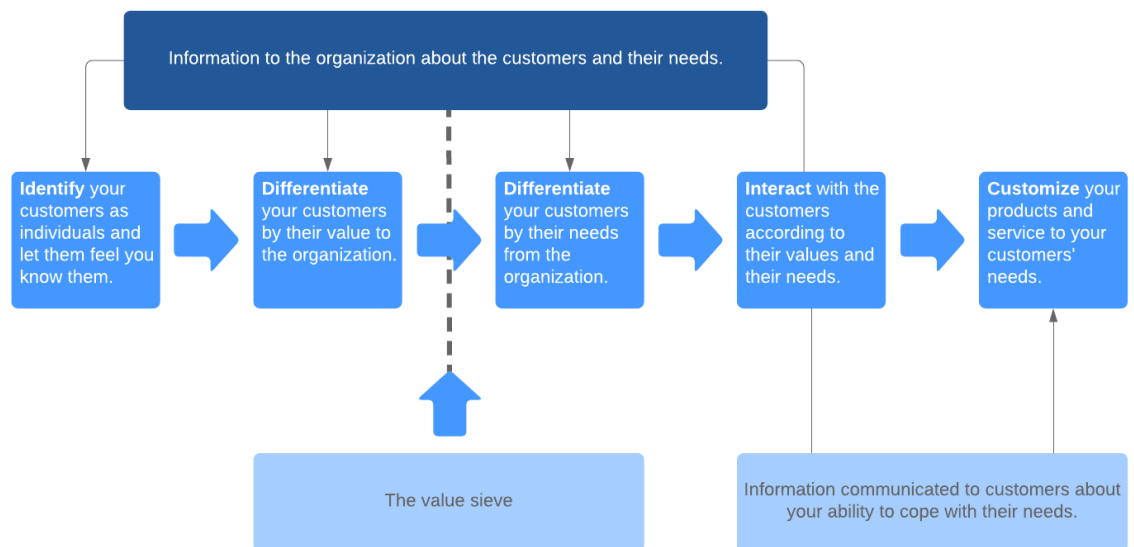 Information to the organization about the customers and their needs.
Identify your
customers as
individuals and
let them feel you
know them.
Differentiate
your customers
by their value to
the organization.
Differentiate
your customers
by their needs
from the
organization.
Interact with the
customers
according to
their values and
their needs.
Customize your
products and
service to your
customers'
needs.
The value sieve
Information communicated to customers about
your ability to cope with their needs.